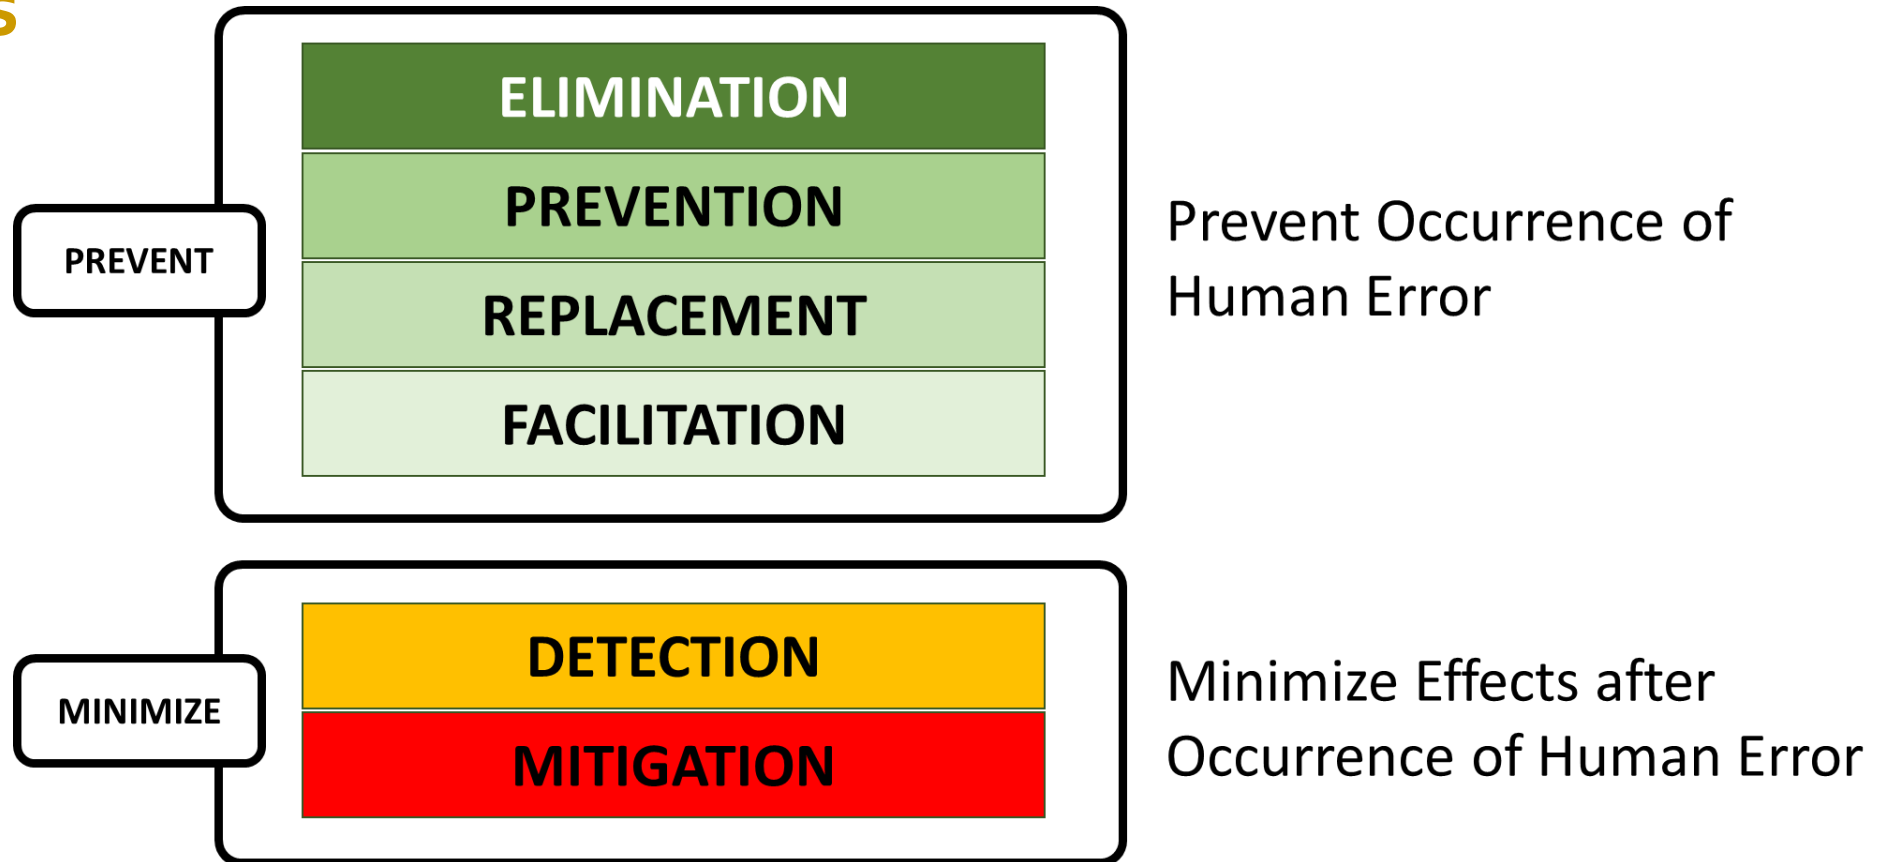 s
ELIMINATION
PREVENTION
REPLACEMENT
FACILITATION
PREVENT
Prevent Occurrence of
Human Error
DETECTION
MITIGATION
MINIMIZE
Minimize Effects after
Occurrence of Human Error